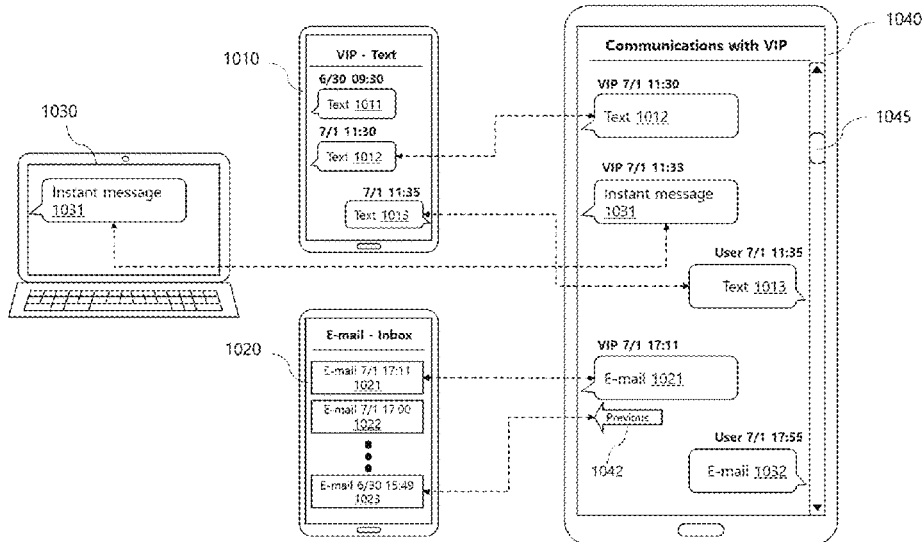 1030
Instant message
1031
1010
VIP - Text
6/30 09:30
Text 1011
7/1 11:30
Text 1012
7/1 11:35
Text 1013
1020
E-mail - Inbox
E-mail 7/1 17:11
1021
E-mail 7/1 17:00
1022
E-mail 6/30 15:49
1023
1040
1045
Communications with VIP
VIP 7/1 11:30
Text 1012
VIP 7/1 11:33
Instant message
1031
User 7/1 11:35
Text 1013
VIP 7/1 17:11
E-mail 1021
Previous
1042
User 7/1 17:55
E-mail 1032